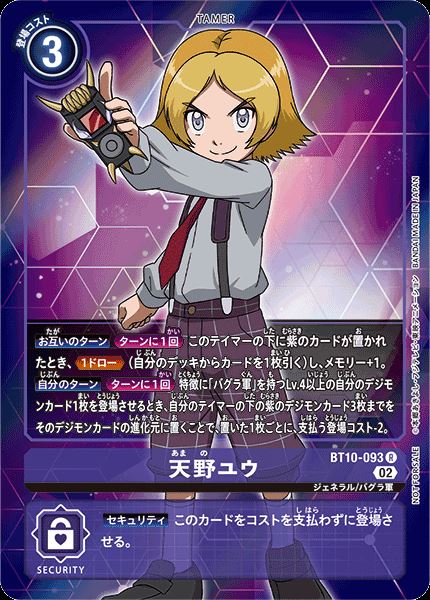 TAMER
登場コスト
3
お互いのターン ターンに1回 このテイマーの下に紫のカードが置かれ
たとき、1ドロー(自分のデッキからカードを1枚引く)し、メモリー+1。
自分のターン ターンに1回 特徴に「バグラ軍」を持つLv.4以上の自分のデジモ
ンカード1枚を登場させるとき、自分のテイマーの下の紫のデジモンカード3枚までを
そのデジモンカードの進化元に置くことで、置いた1枚ごとに、支払う登場コスト-2。
あまの
天野ユウ
BT10-093 R
02
ジェネラル/バグラ軍
セキュリティ このカードをコストを支払わずに登場さ
せる。
SECURITY
BANDAI MADE IN JAPAN
NOT FOR SALE